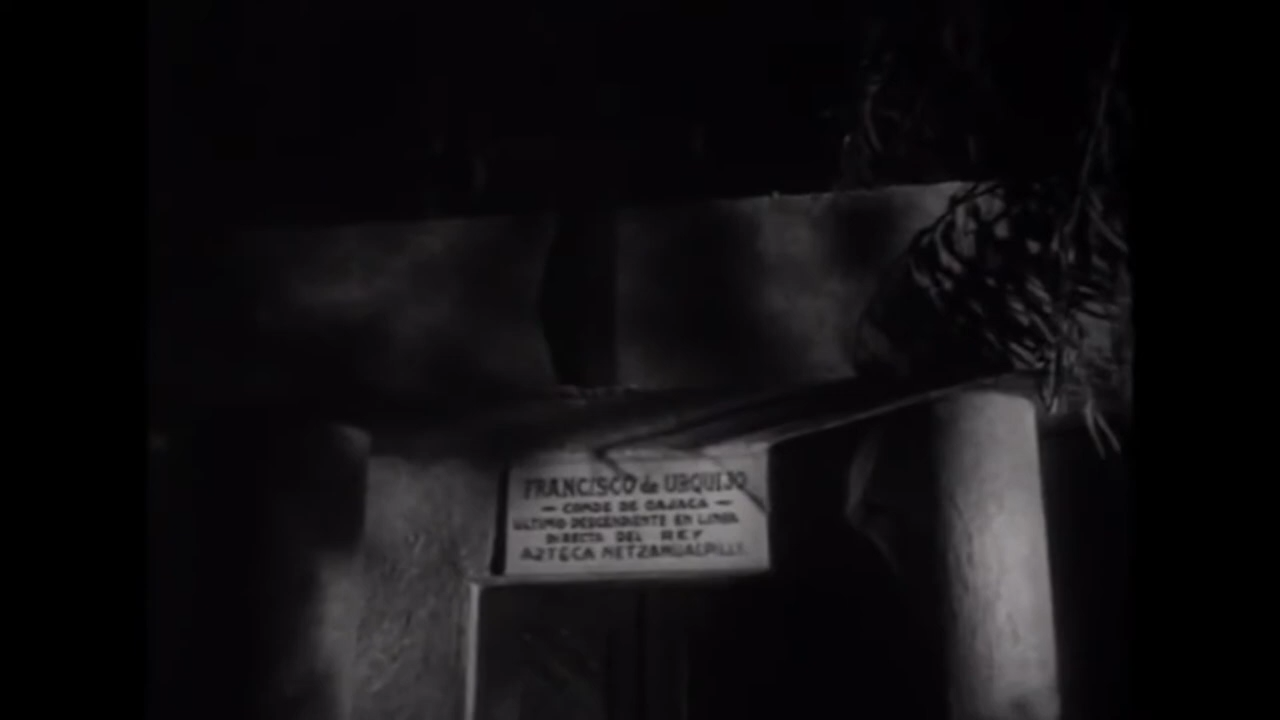 FRANCISCO de URQUIJO
— CONDE DE OAJACA —
ULTIMO DESCENDIENTE EN LINEA
DIRECTA DEL REY
AZTECA NETZAHUALPILLI.